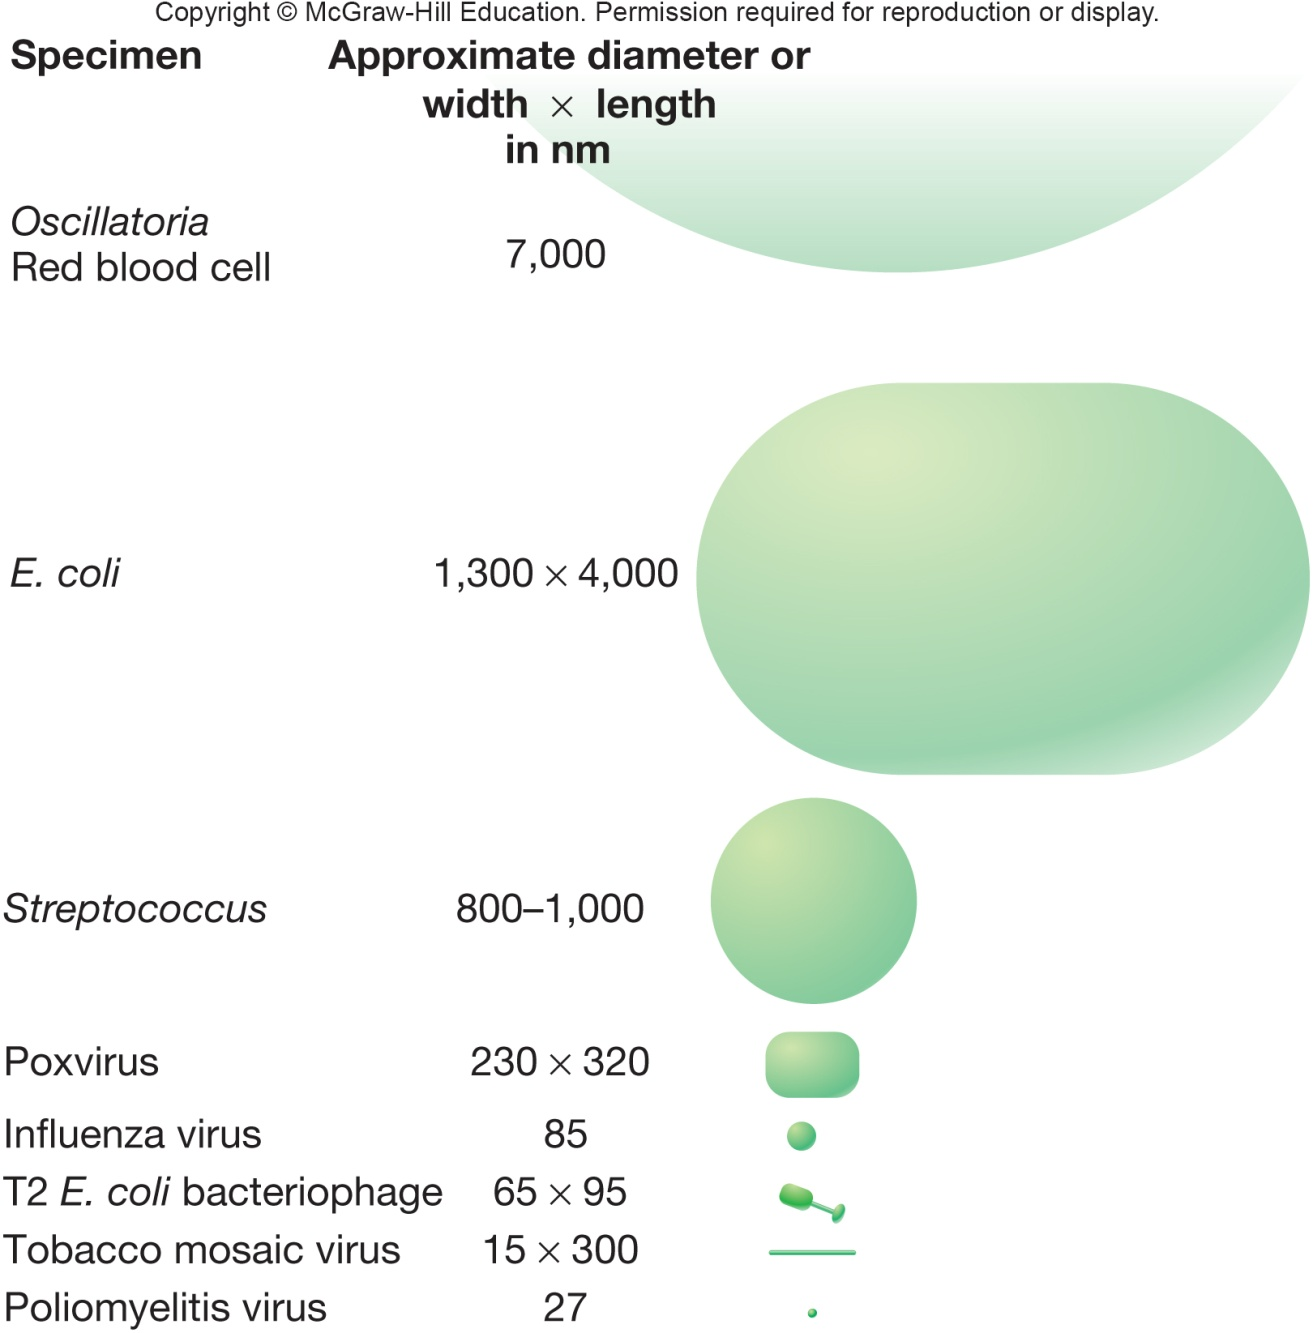 Copyright © McGraw-Hill Education. Permission required for reproduction or display.
Specimen Approximate diameter or
width × length
in nm
Oscillatoria
Red blood cell 7,000
E. coli 1,300 × 4,000
Streptococcus 800–1,000
Poxvirus 230 × 320
Influenza virus 85
T2 E. coli bacteriophage 65 × 95
Tobacco mosaic virus 15 × 300
Poliomyelitis virus 27